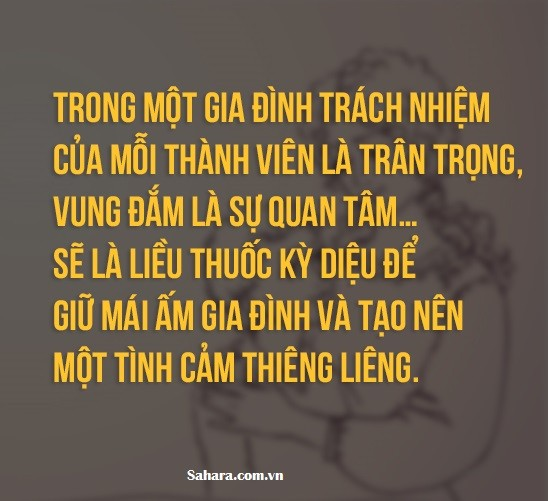 TRONG MỘT GIA ĐÌNH TRÁCH NHIỆM
CỦA MỖI THÀNH VIÊN LÀ TRÂN TRỌNG,
VUNG ĐẮM LÀ SỰ QUAN TÂM...
SẼ LÀ LIỀU THUỐC KỲ DIỆU ĐỂ
GIỮ MÁI ẤM GIA ĐÌNH VÀ TẠO NÊN
MỘT TÌNH CẢM THIÊNG LIÊNG.
Sahara.com.vn